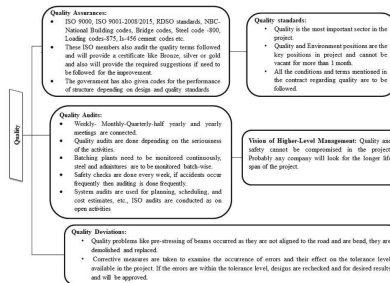 Quality Assurances:
• ISO 9000, ISO 9001-2008/2015, RDSO standards, NBC-
National Building codes, Bridge codes, Steel code -800,
Loading codes-875, Is-456 cement codes etc.
• These ISO members also audit the quality terms followed
and will provide a certificate like Bronze, silver or gold
and also will provide the required suggestions if need to
be followed for the improvement.
• The government has also given codes for the performance
of structure depending on design and quality standards
Quality standards:
• Quality is the most important sector in the
project.
• Quality and Environment positions are the
key positions in the project and cannot be
vacant for more than 1 month.
• All the conditions and terms mentioned in
the contract regarding quality are to be
followed.
Quality
Quality Audits:
• Weekly- Monthly-Quarterly-half yearly and yearly
meetings are connected.
• Quality audits are done depending on the seriousness
of the activities.
• Batching plants need to be monitored continuously,
steel and admixtures are to be monitored batch-wise.
• Safety checks are done every week, if accidents occur
frequently then auditing is done frequently.
• System audits are used for planning, scheduling, and
cost estimates, etc., ISO audits are conducted as on
open activities
Vision of Higher-Level Management: Quality and
safety cannot be compromised in the project.
Probably any company will look for the longer life
span of the project.
Quality Deviations:
• Quality problems like pre-stressing of beams occurred as they are not aligned to the road and are bend, they are
demolished and replaced.
• Corrective measures are taken to examine the occurrence of errors and their effect on the tolerance level
available in the project. If the errors are within the tolerance level, designs are rechecked and for desired results
and will be approved.